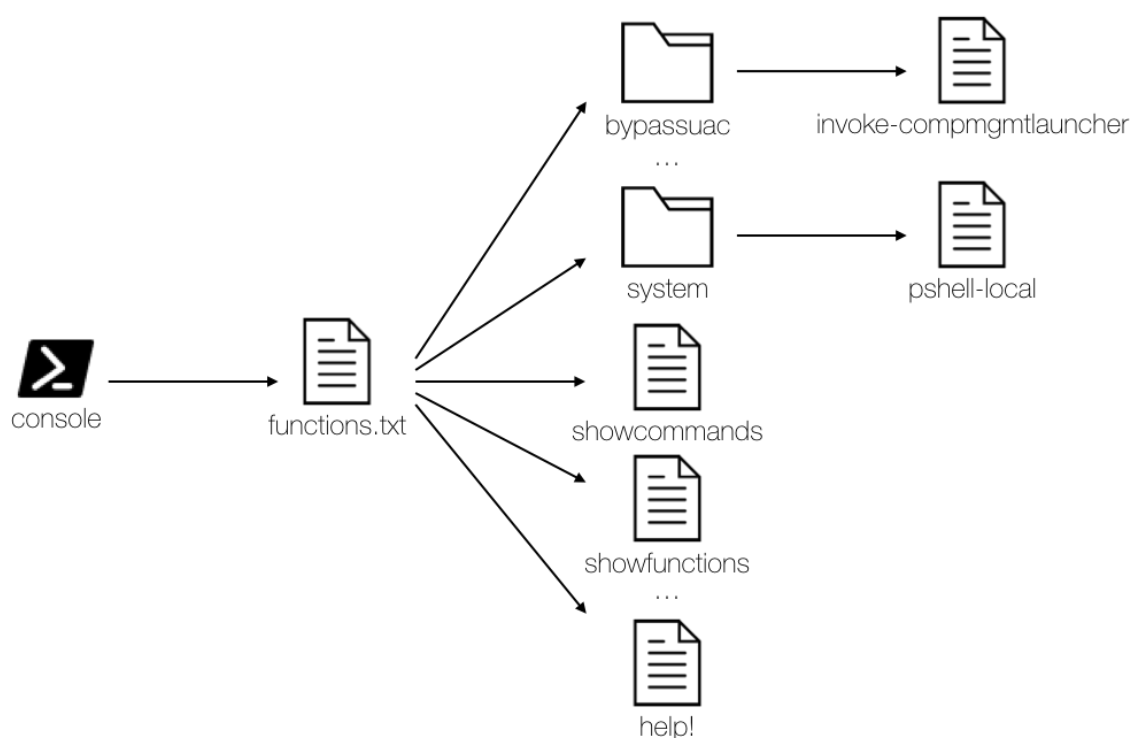 bypassuac
invoke-compmgmtlauncher
...
system
pshell-local
console
functions.txt
showcommands
showfunctions
...
help!